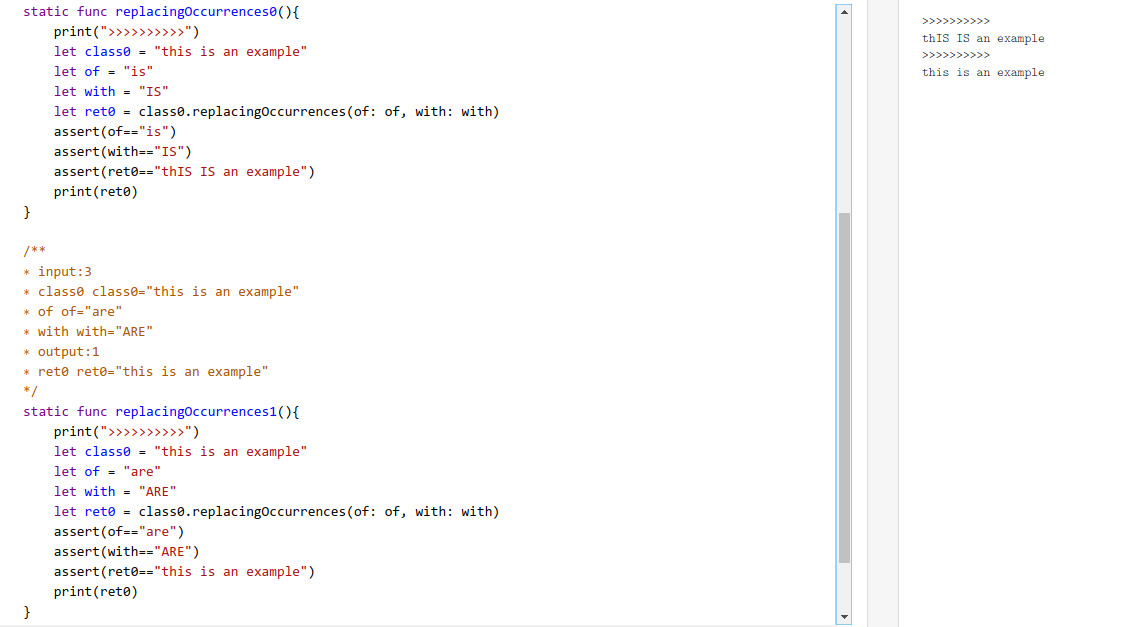 static func replacingOccurrences0(){
    print(">>>>>>>>>>")
    let class0 = "this is an example"
    let of = "is"
    let with = "IS"
    let ret0 = class0.replacingOccurrences(of: of, with: with)
    assert(of=="is")
    assert(with=="IS")
    assert(ret0=="thIS IS an example")
    print(ret0)
}

/**
* input:3
* class0 class0="this is an example"
* of of="are"
* with with="ARE"
* output:1
* ret0 ret0="this is an example"
*/
static func replacingOccurrences1(){
    print(">>>>>>>>>>")
    let class0 = "this is an example"
    let of = "are"
    let with = "ARE"
    let ret0 = class0.replacingOccurrences(of: of, with: with)
    assert(of=="are")
    assert(with=="ARE")
    assert(ret0=="this is an example")
    print(ret0)
}
>>>>>>>>>>
thIS IS an example
>>>>>>>>>>
this is an example